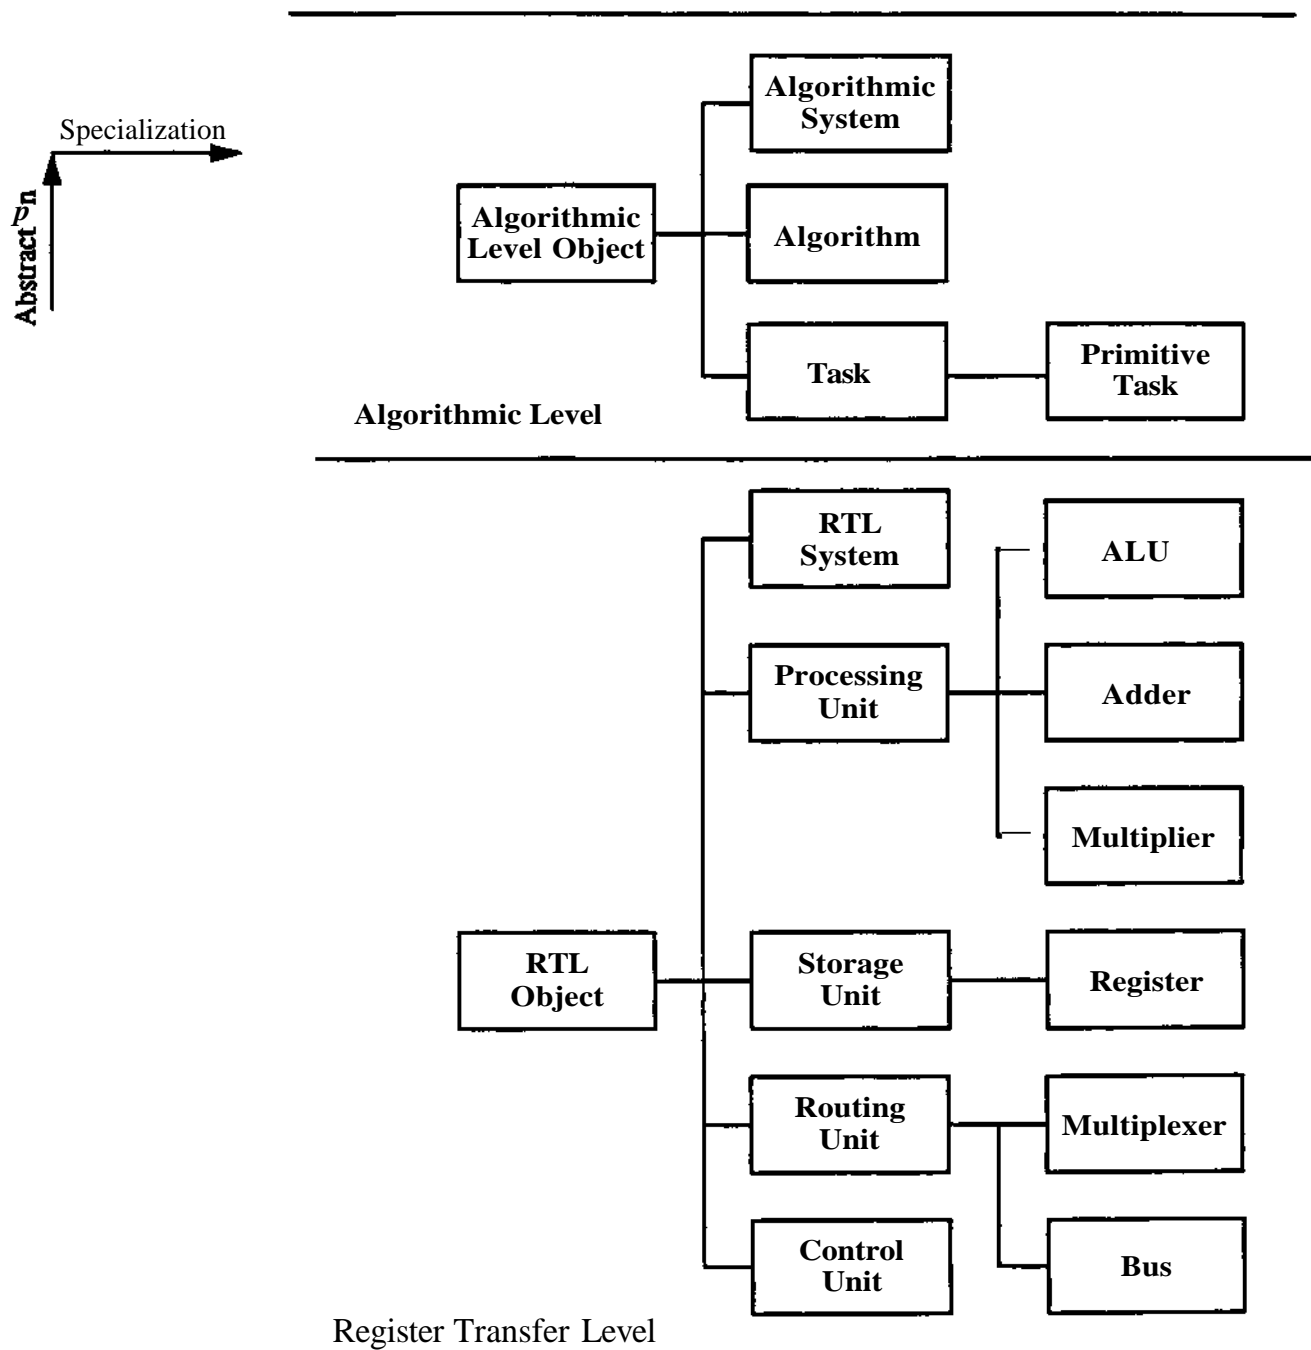 Specialization
Abstract
Algorithmic
System
Algorithmic
Level Object
Algorithm
Task
Primitive
Task
Algorithmic Level
RTL
System
ALU
Processing
Unit
Adder
Multiplier
RTL
Object
Storage
Unit
Register
Routing
Unit
Multiplexer
Control
Unit
Bus
Register Transfer Level